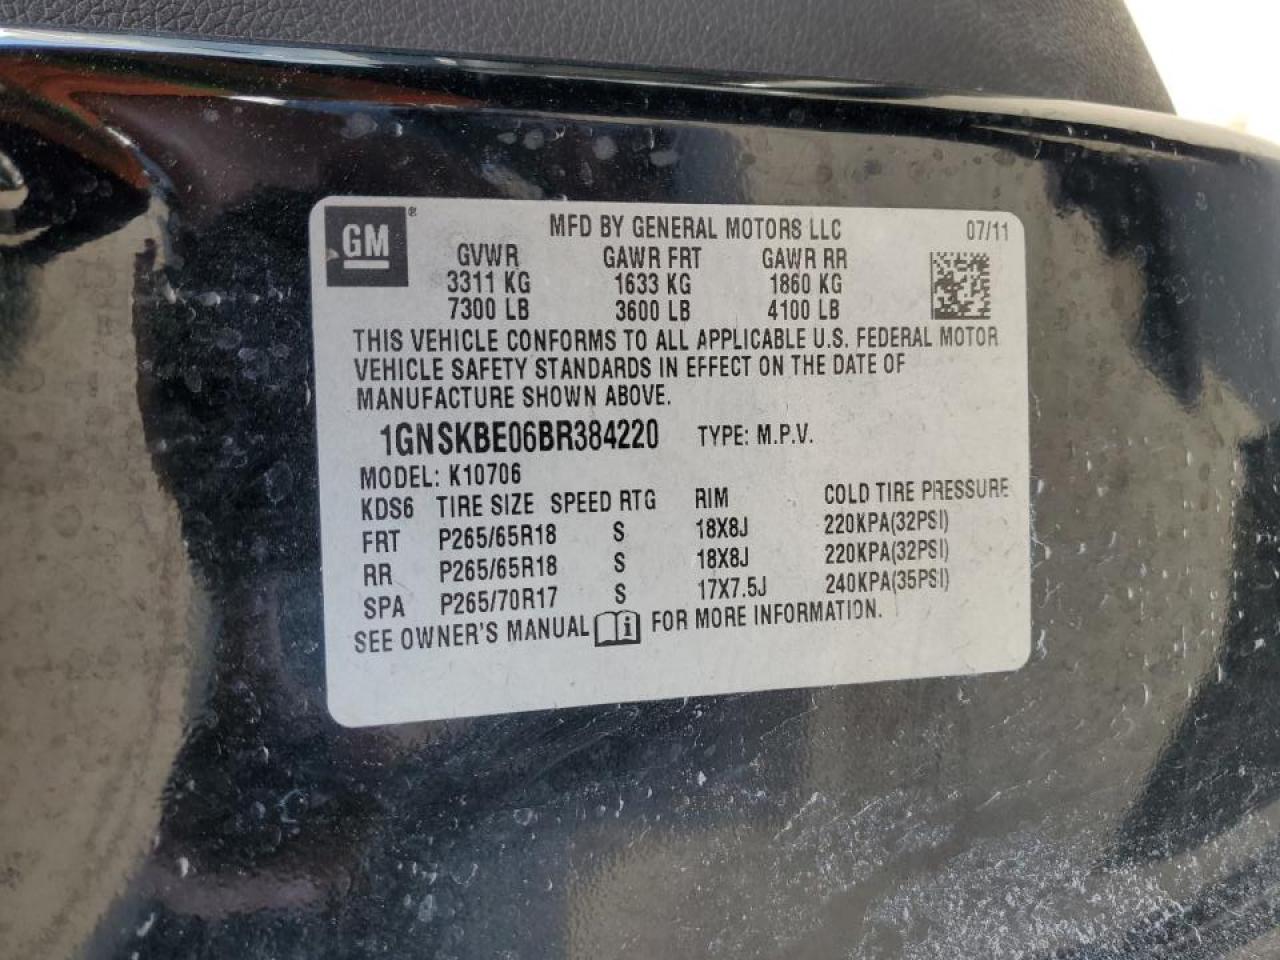 GM ® MFD BY GENERAL MOTORS LLC 07/11
GVWR GAWR FRT GAWR RR
3311 KG 1633 KG 1860 KG
7300 LB 3600 LB 4100 LB
THIS VEHICLE CONFORMS TO ALL APPLICABLE U.S. FEDERAL MOTOR
VEHICLE SAFETY STANDARDS IN EFFECT ON THE DATE OF
MANUFACTURE SHOWN ABOVE.
1GNSKBE06BR384220 TYPE: M.P.V.
MODEL: K10706
KDS6 TIRE SIZE SPEED RTG RIM COLD TIRE PRESSURE
FRT P265/65R18 S 18X8J 220KPA(32PSI)
RR P265/65R18 S 18X8J 220KPA(32PSI)
SPA P265/70R17 S 17X7.5J 240KPA(35PSI)
SEE OWNER'S MANUAL i FOR MORE INFORMATION.